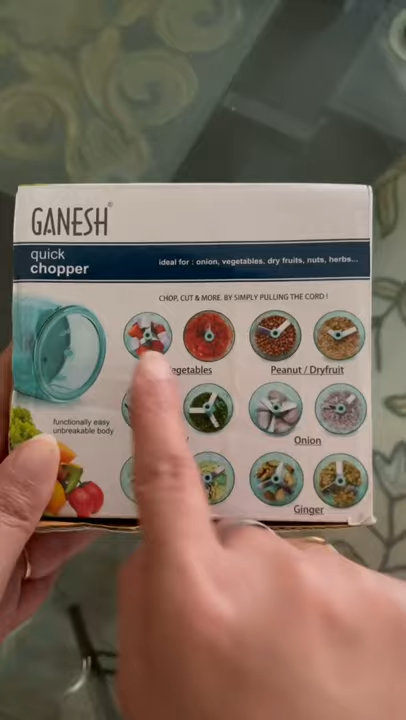 GANESH®
quick
chopper
ideal for : onion, vegetables, dry fruits, nuts, herbs...
CHOP, CUT & MORE. BY SIMPLY PULLING THE CORD !
Peanut / Dryfruit
functionally easy
unbreakable body
Onion
Ginger